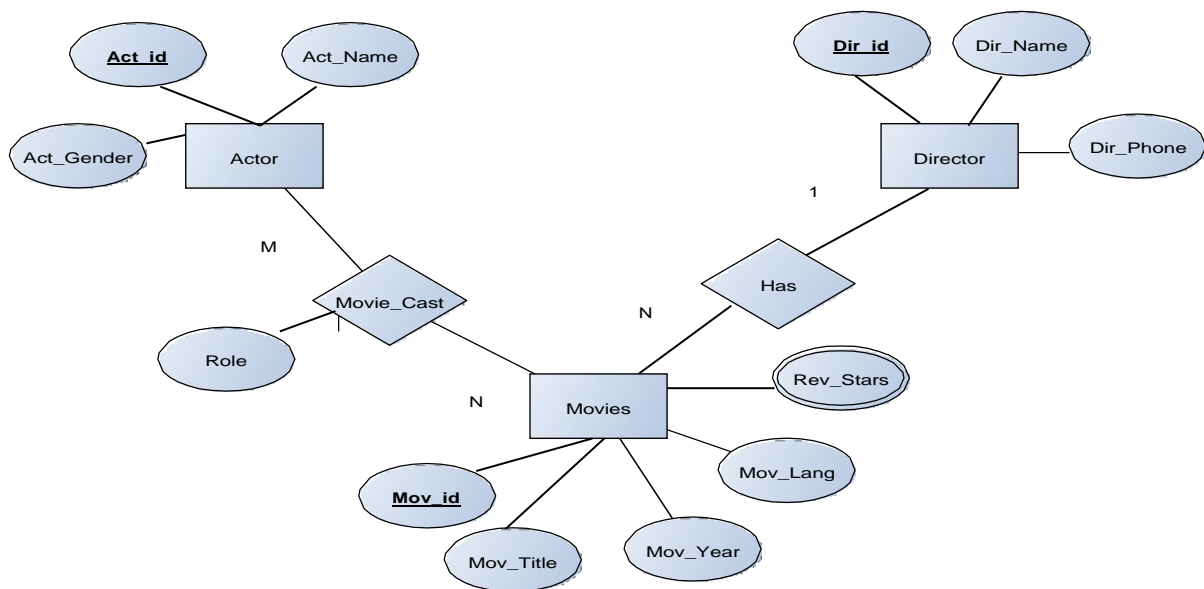 Act_id
Act_Name
Dir_id
Dir_Name
Act_Gender
Actor
Director
Dir_Phone
1
M
Movie_Cast
Has
N
Role
Rev_Stars
N
Movies
Mov_Lang
Mov_id
Mov_Title
Mov_Year